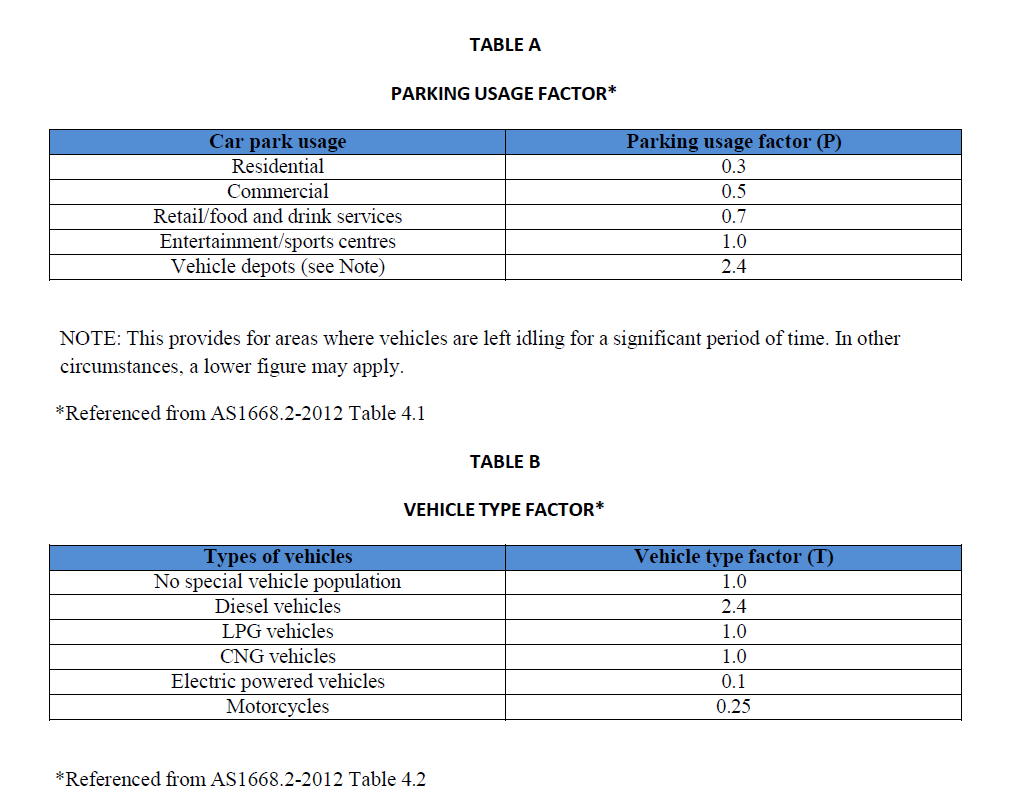 TABLE A
PARKING USAGE FACTOR*
Car park usage Parking usage factor (P)
Residential 0.3
Commercial 0.5
Retail/food and drink services 0.7
Entertainment/sports centres 1.0
Vehicle depots (see Note) 2.4
NOTE: This provides for areas where vehicles are left idling for a significant period of time. In other
circumstances, a lower figure may apply.
*Referenced from AS1668.2-2012 Table 4.1
TABLE B
VEHICLE TYPE FACTOR*
Types of vehicles Vehicle type factor (T)
No special vehicle population 1.0
Diesel vehicles 2.4
LPG vehicles 1.0
CNG vehicles 1.0
Electric powered vehicles 0.1
Motorcycles 0.25
*Referenced from AS1668.2-2012 Table 4.2